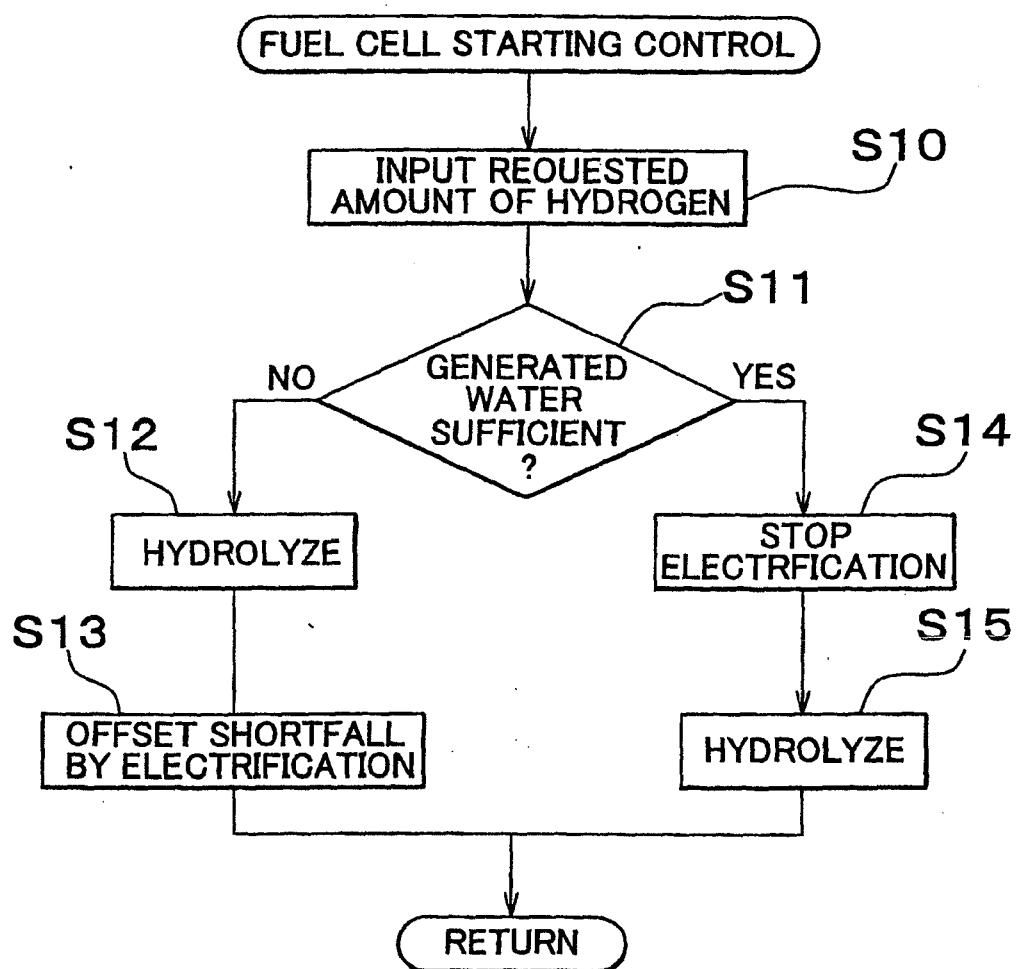 FUEL CELL STARTING CONTROL
S10
INPUT REQUESTED
AMOUNT OF HYDROGEN
S11
NO
GENERATED
WATER
SUFFICIENT
?
YES
S12
S14
HYDROLYZE
STOP
ELECTRFICATION
S13
S15
OFFSET SHORTFALL
BY ELECTRIFICATION
HYDROLYZE
RETURN